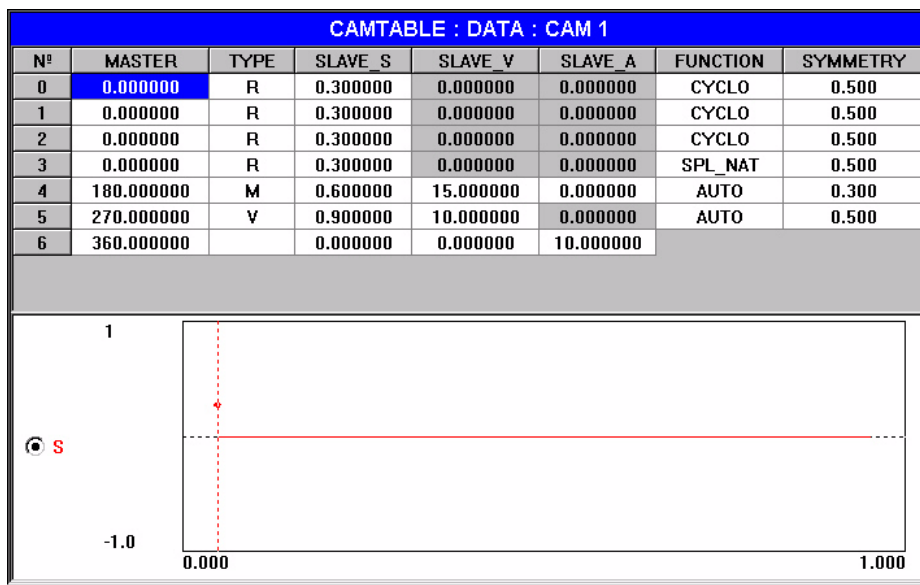 CAMTABLE : DATA : CAM 1
Nº MASTER TYPE SLAVE_S SLAVE_V SLAVE_A FUNCTION SYMMETRY
0 0.000000 R 0.300000 0.000000 0.000000 CYCLO 0.500
1 0.000000 R 0.300000 0.000000 0.000000 CYCLO 0.500
2 0.000000 R 0.300000 0.000000 0.000000 CYCLO 0.500
3 0.000000 R 0.300000 0.000000 0.000000 SPL_NAT 0.500
4 180.000000 M 0.600000 15.000000 0.000000 AUTO 0.300
5 270.000000 V 0.900000 10.000000 0.000000 AUTO 0.500
6 360.000000 0.000000 0.000000 10.000000
1
S
-1.0
0.000 1.000